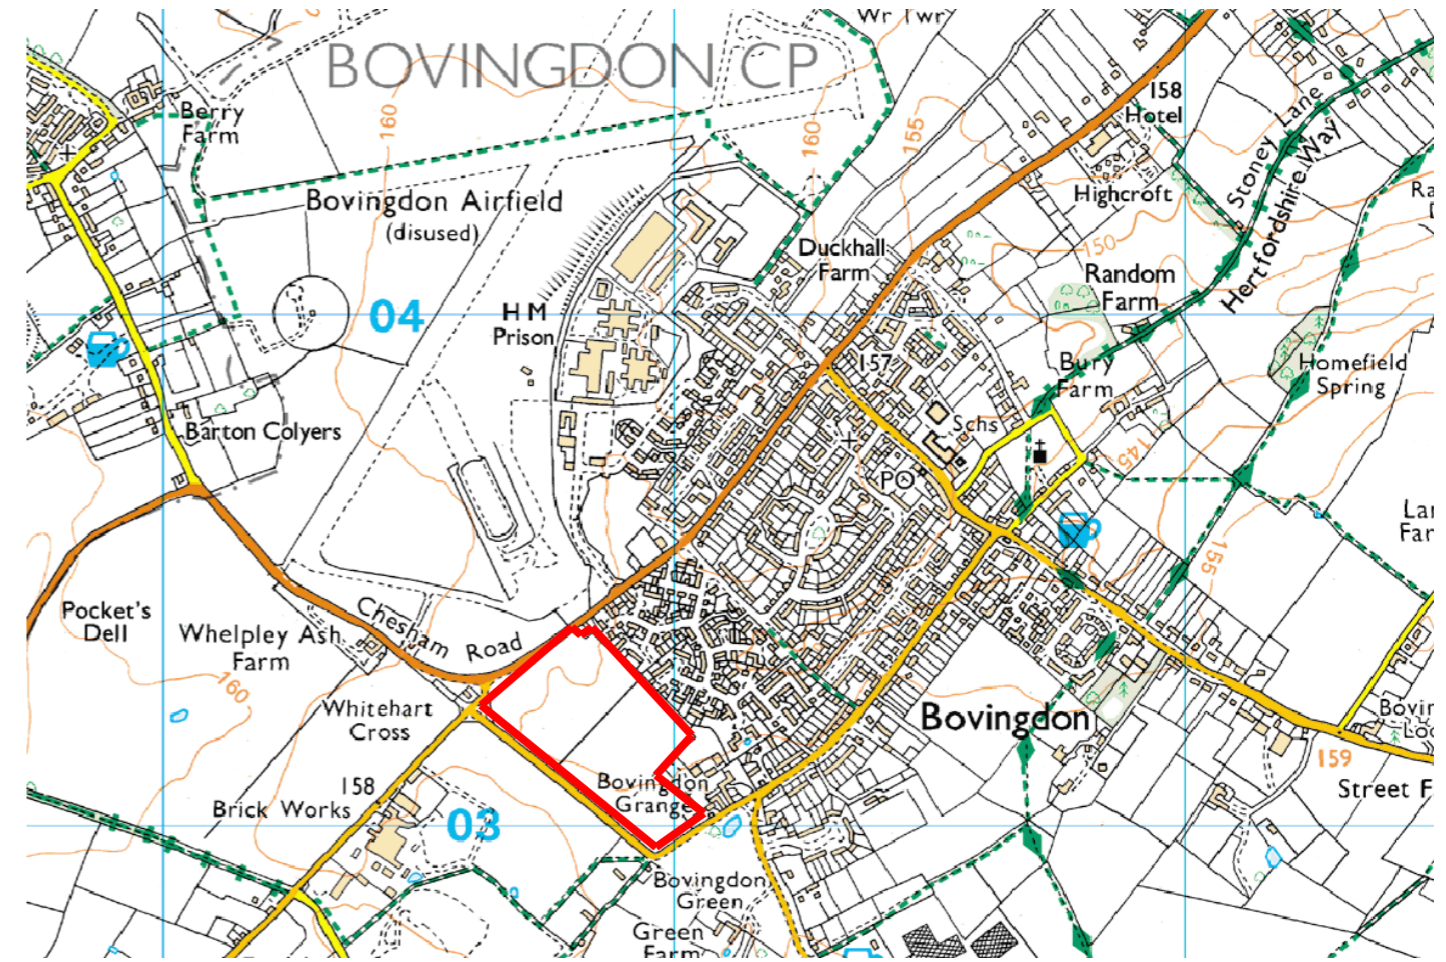 Wr Twr
BOVINGDON CP
158
Hotel
Berry
Farm
160
160
155
Stoney Lane
Hertfordshire Way
Highcroft
Bovingdon Airfield
(disused)
Duckhall
Farm
150
Random
Farm
04
H M
Prison
157
Bury
Farm
Homefield
Spring
Barton Colyers
Schs
145
PO
155
Pocket's
Dell
Whelpley Ash
Farm
Chesham Road
160
Whitehart
Cross
Bovingdon
159
158
Brick Works
Bovingdon
Grange
03
Street F
Bovingdon
Green
Green
Farm